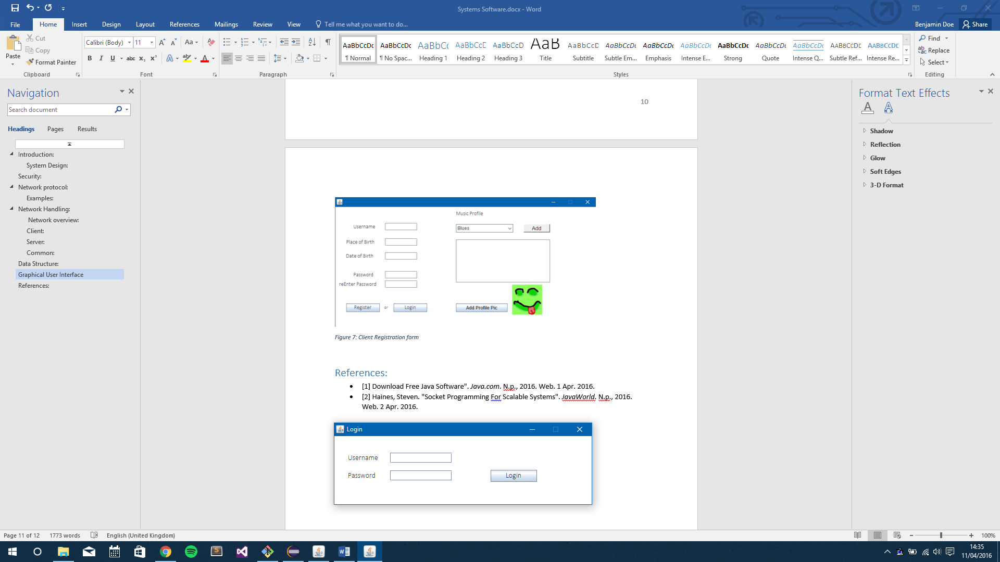 Systems Software.docx - Word
File Home Insert Design Layout References Mailings Review View Tell me what you want to do... Benjamin Doe Share
Paste
Cut
Copy
Format Painter
Clipboard
Calibri (Body) 11
Font
Paragraph
AaBbCcDc AaBbCcDc AaBbCc AaBbCcD AaBbCcD AaB AaBbCcD AaBbCcDc AaBbCcDc AaBbCcDc AaBbCcDc AaBbCcDc AaBbCcDc AABBCCDE AABBCCDE
¶ Normal ¶ No Spac... Heading 1 Heading 2 Heading 3 Title Subtitle Subtle Em... Emphasis Intense E... Strong Quote Intense Q... Subtle Ref... Intense Re...
Styles
Find
Replace
Select
Editing
Navigation
Search document
Headings Pages Results
Introduction:
System Design:
Security:
Network protocol:
Examples:
Network Handling:
Network overview:
Client:
Server:
Common:
Data Structure:
Graphical User Interface
References:
10
Music Profile
Username
Blues Add
Place of Birth
Date of Birth
Password
reEnter Password
Register or Login Add Profile Pic
Figure 7: Client Registration form
References:
• [1] Download Free Java Software". Java.com. N.p., 2016. Web. 1 Apr. 2016.
• [2] Haines, Steven. "Socket Programming For Scalable Systems". JavaWorld. N.p., 2016.
Web. 2 Apr. 2016.
Login
Username
Password Login
Format Text Effects
Shadow
Reflection
Glow
Soft Edges
3-D Format
Page 11 of 12 1773 words English (United Kingdom) 100%
14:35
11/04/2016